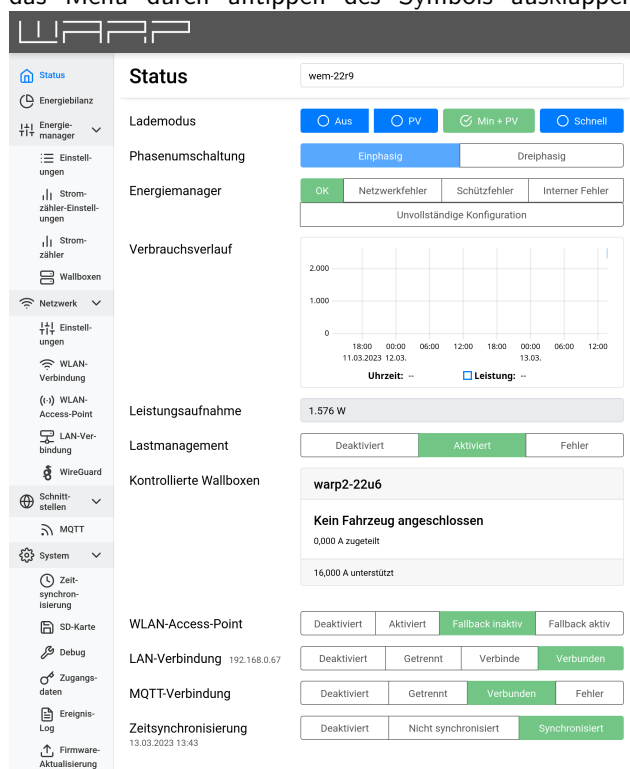 das Menü durch antippen des Symbols ausklappen
WARP
Status
Energiebilanz
Energie-
manager
Einstell-
ungen
Strom-
zähler-Einstell-
ungen
Strom-
zähler
Wallboxen
Netzwerk
Einstell-
ungen
WLAN-
Verbindung
WLAN-
Access-Point
LAN-Ver-
bindung
WireGuard
Schnitt-
stellen
MQTT
System
Zeit-
synchron-
isierung
SD-Karte
Debug
Zugangs-
daten
Ereignis-
Log
Firmware-
Aktualisierung
Status
wem-22r9
Lademodus
Aus
PV
Min + PV
Schnell
Phasenumschaltung
Einphasig
Dreiphasig
Energiemanager
OK
Netzwerkfehler
Schützfehler
Interner Fehler
Unvollständige Konfiguration
Verbrauchsverlauf
2.000
1.000
0
18:00 00:00 06:00 12:00 18:00 00:00 06:00 12:00
11.03.2023 12.03. 13.03.
Uhrzeit: -- Leistung: --
Leistungsaufnahme
1.576 W
Lastmanagement
Deaktiviert
Aktiviert
Fehler
Kontrollierte Wallboxen
warp2-22u6
Kein Fahrzeug angeschlossen
0,000 A zugeteilt
16,000 A unterstützt
WLAN-Access-Point
Deaktiviert
Aktiviert
Fallback inaktiv
Fallback aktiv
LAN-Verbindung 192.168.0.67
Deaktiviert
Getrennt
Verbinde
Verbunden
MQTT-Verbindung
Deaktiviert
Getrennt
Verbunden
Fehler
Zeitsynchronisierung
13.03.2023 13:43
Deaktiviert
Nicht synchronisiert
Synchronisiert